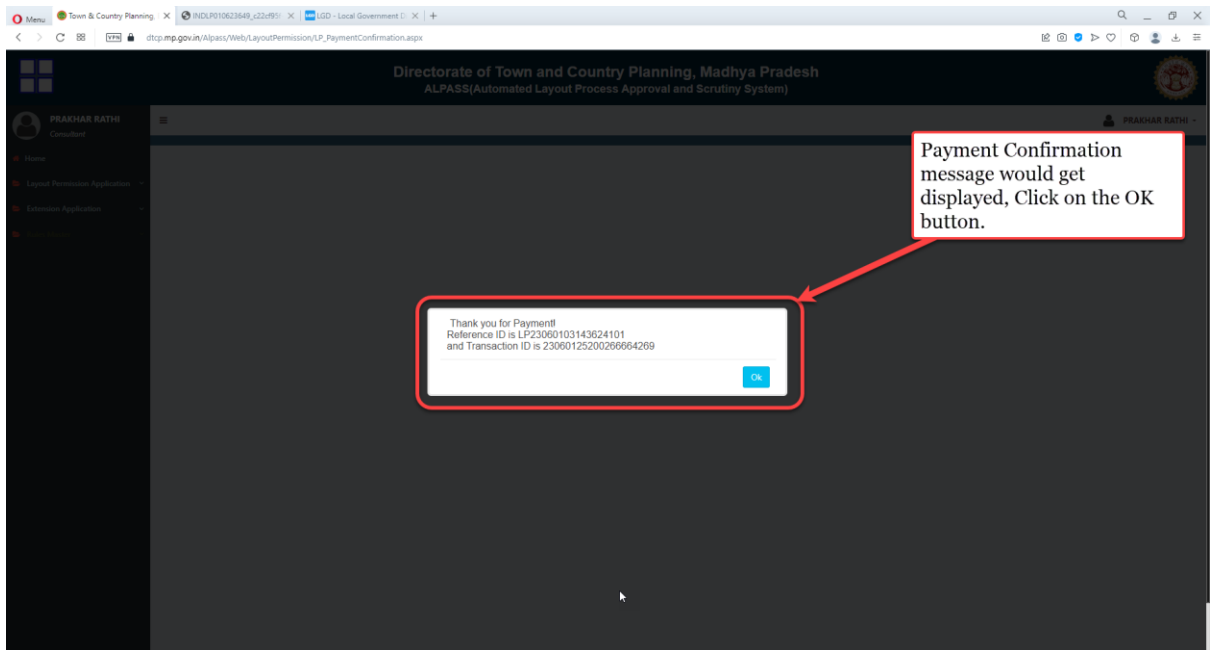 Menu
Town & Country Planning,
INDLP010623649_c22cf95
LGD - Local Government D
VPN
dtcp.mp.gov.in/Alpass/Web/LayoutPermission/LP_PaymentConfirmation.aspx
Directorate of Town and Country Planning, Madhya Pradesh
ALPASS(Automated Layout Process Approval and Scrutiny System)
PRAKHAR RATHI
Consultant
PRAKHAR RATHI
Home
Layout Permission Application
Extension Application
Payment Confirmation
message would get
displayed, Click on the OK
button.
Thank you for Payment!
Reference ID is LP23060103143624101
and Transaction ID is 23060125200266664269
Ok